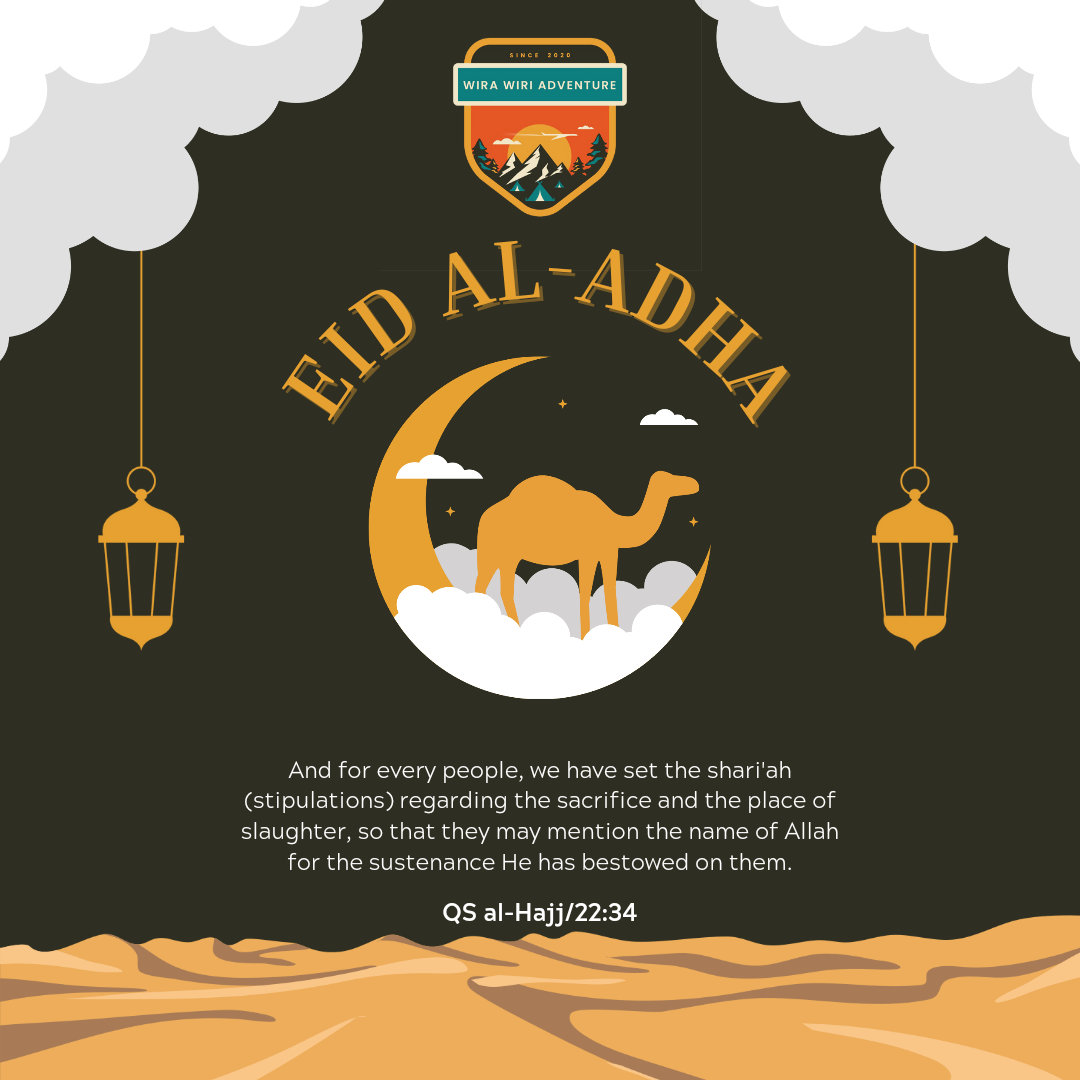 SINCE 2020
WIRA WIRI ADVENTURE
EID AL-ADHA
And for every people, we have set the shari'ah
(stipulations) regarding the sacrifice and the place of
slaughter, so that they may mention the name of Allah
for the sustenance He has bestowed on them.
QS al-Hajj/22:34